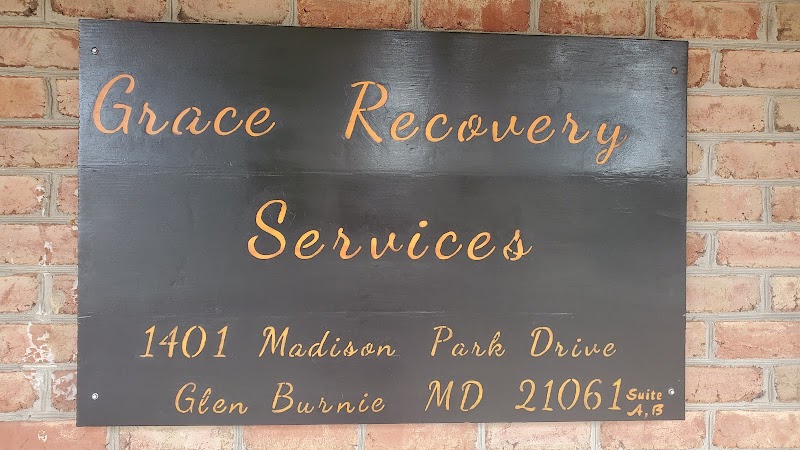 Grace Recovery
Services
1401 Madison Park Drive
Glen Burnie MD 21061 Suite
A, B